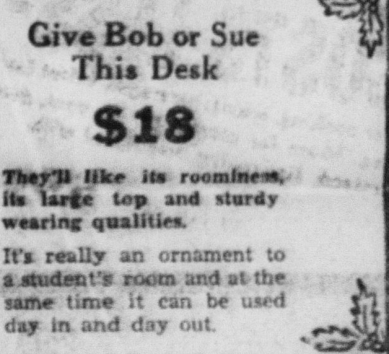 Give Bob or Sue
This Desk
$18
They'll like its roominess,
its large top and sturdy
wearing qualities.
It's really an ornament to
a student's room and at the
same time it can be used
day in and day out.